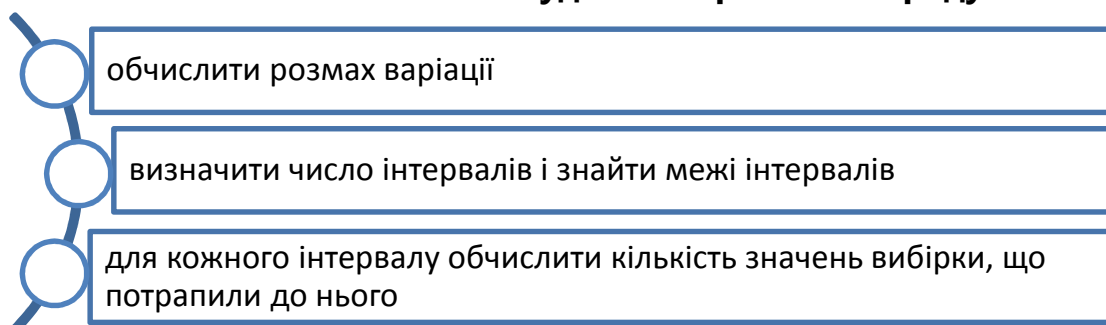 обчислити розмах варіації
визначити число інтервалів і знайти межі інтервалів
для кожного інтервалу обчислити кількість значень вибірки, що
потрапили до нього